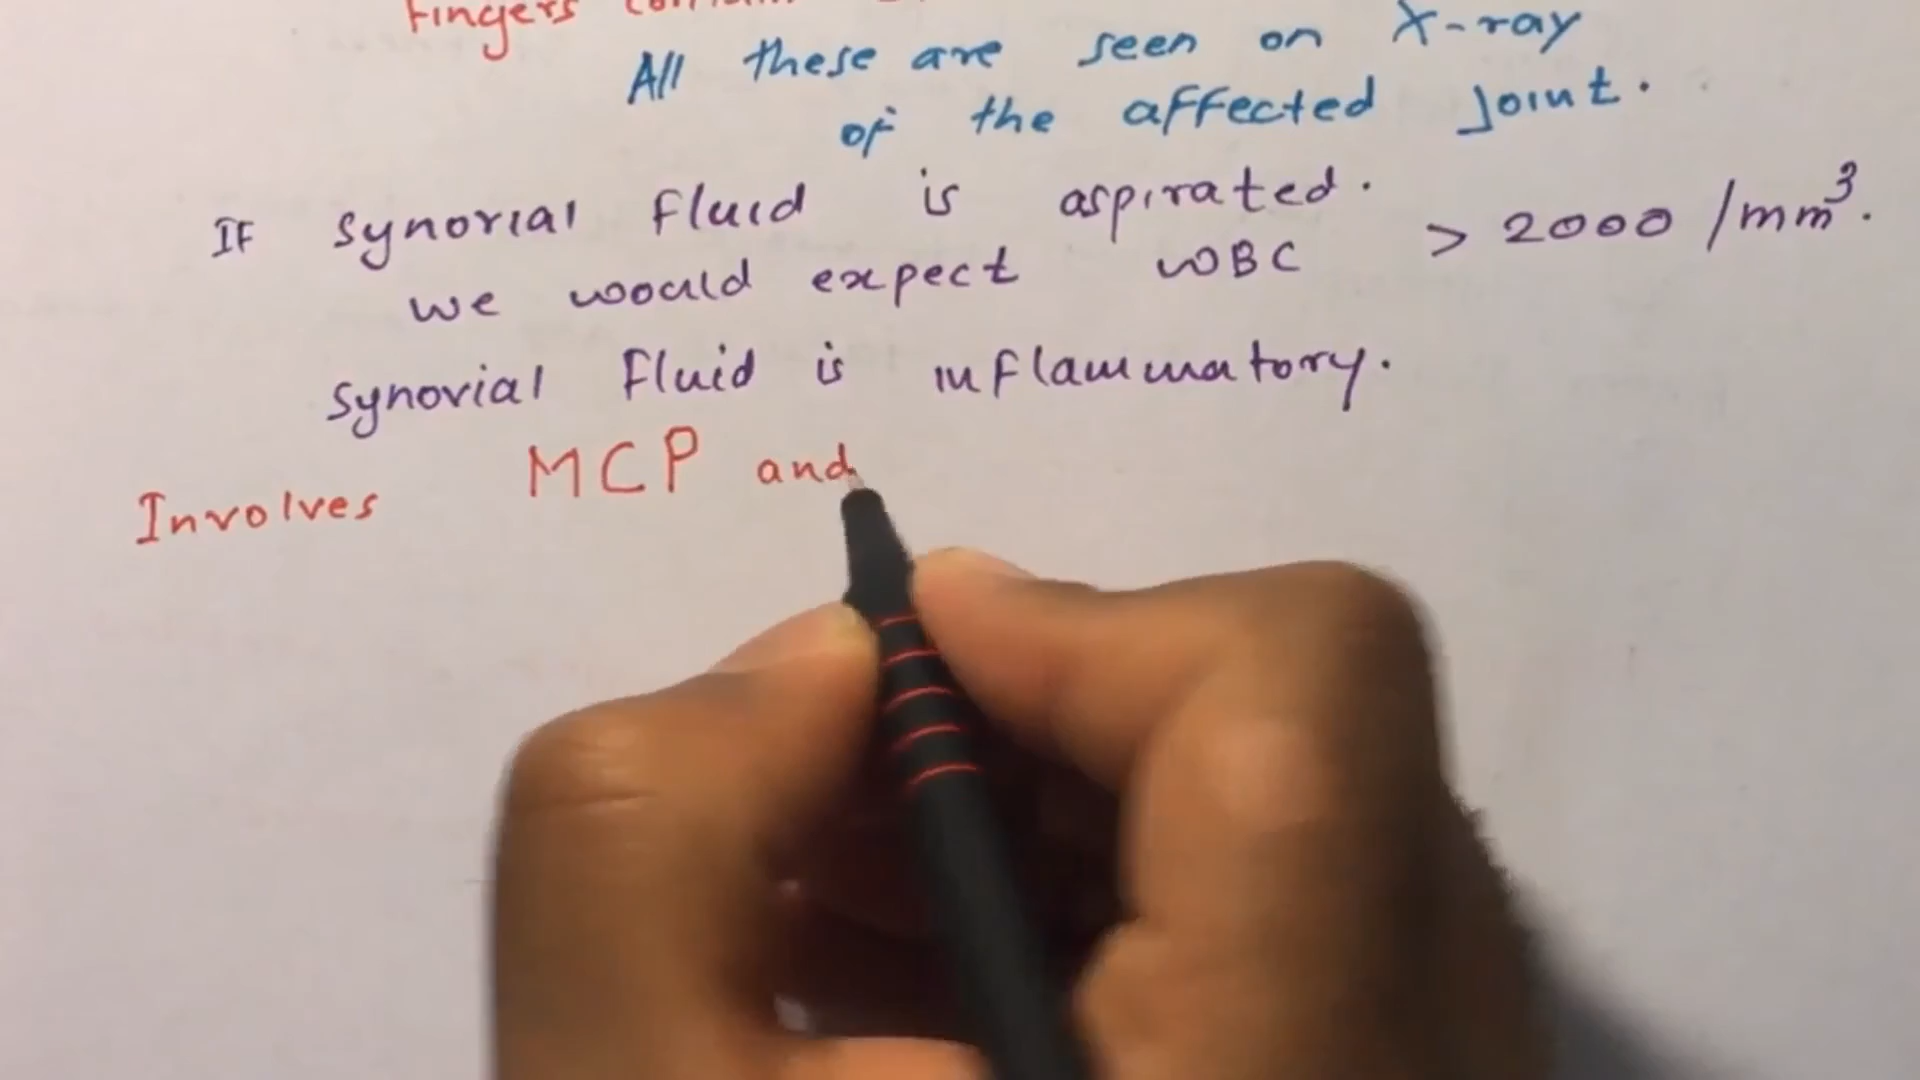 Fingers
All these are seen on X-ray
of the affected joint.
IF synovial fluid is aspirated.
we would expect WBC > 2000 /mm³.
synovial fluid is inflammatory.
Involves MCP and